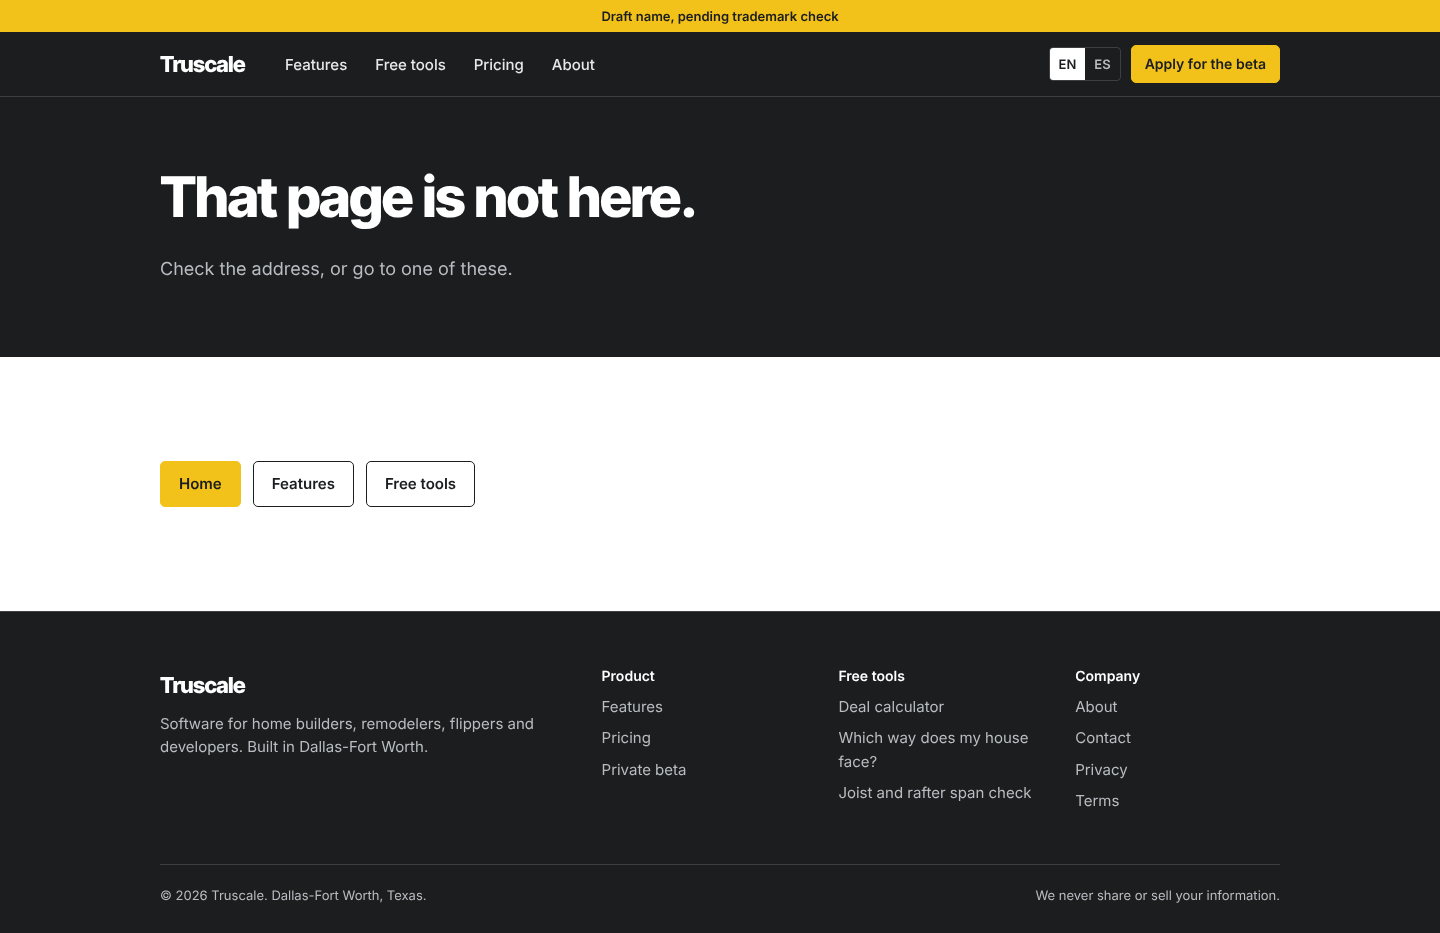 Draft name, pending trademark check
Truscale
Features
Free tools
Pricing
About
EN
ES
Apply for the beta
That page is not here.
Check the address, or go to one of these.
Home
Features
Free tools
Truscale
Software for home builders, remodelers, flippers and
developers. Built in Dallas-Fort Worth.
Product
Features
Pricing
Private beta
Free tools
Deal calculator
Which way does my house
face?
Joist and rafter span check
Company
About
Contact
Privacy
Terms
© 2026 Truscale. Dallas-Fort Worth, Texas.
We never share or sell your information.